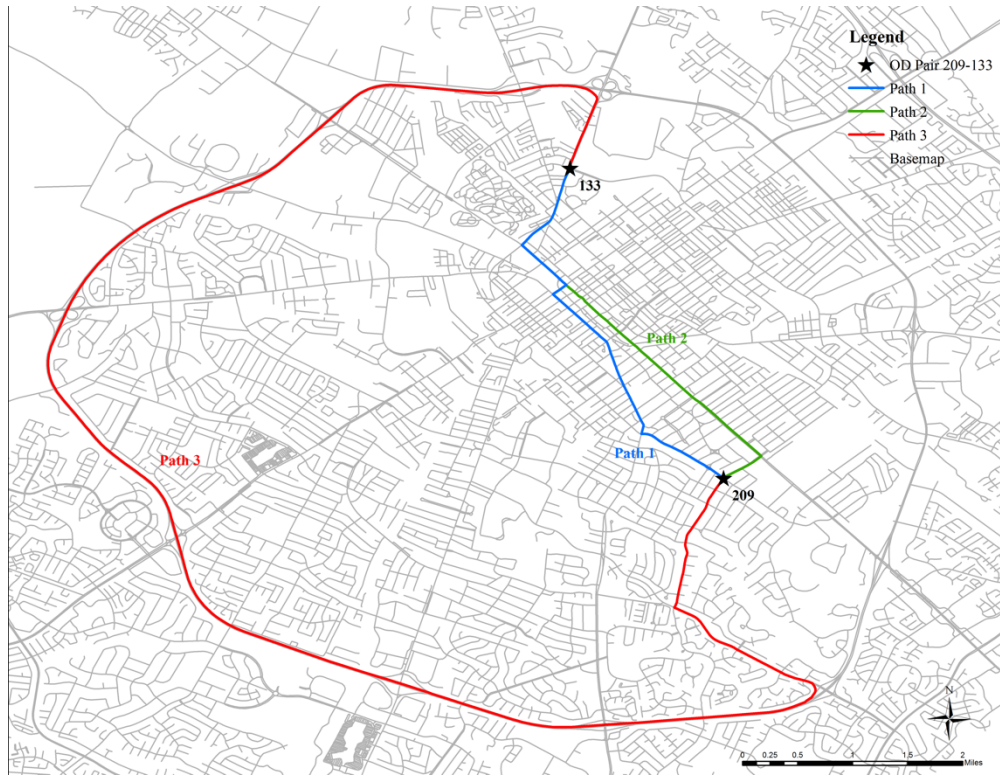 Legend
OD Pair 209-133
Path 1
Path 2
Path 3
Basemap
133
Path 2
Path 1
Path 3
209
N
0 0.25 0.5 1 1.5 2
Miles